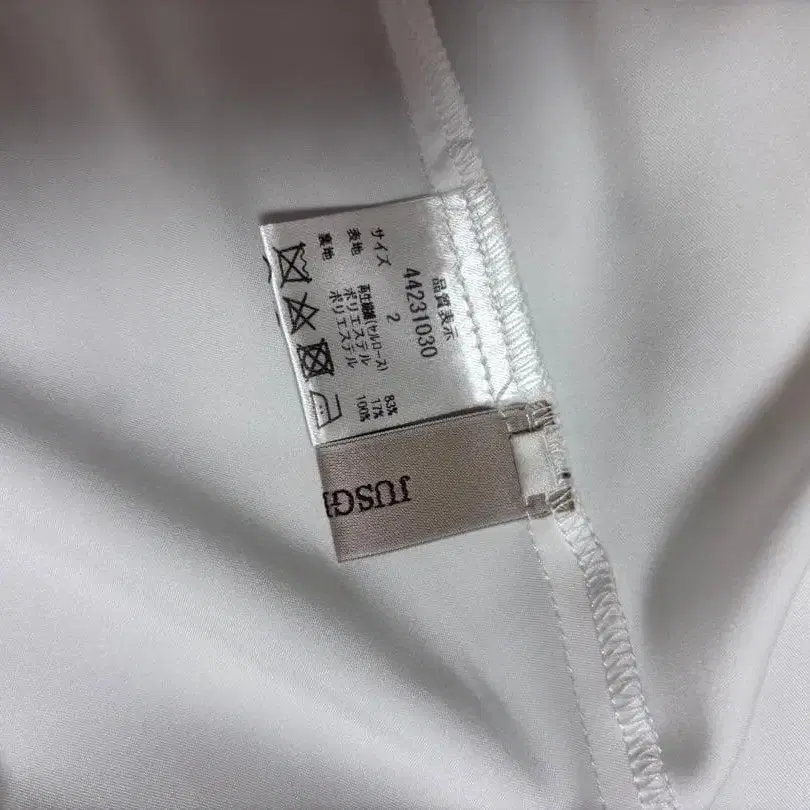 品質表示
44231030
サイズ 2
表地 再生繊維(セルロース) 83%
ポリエステル 17%
裏地 ポリエステル 100%
JUSG